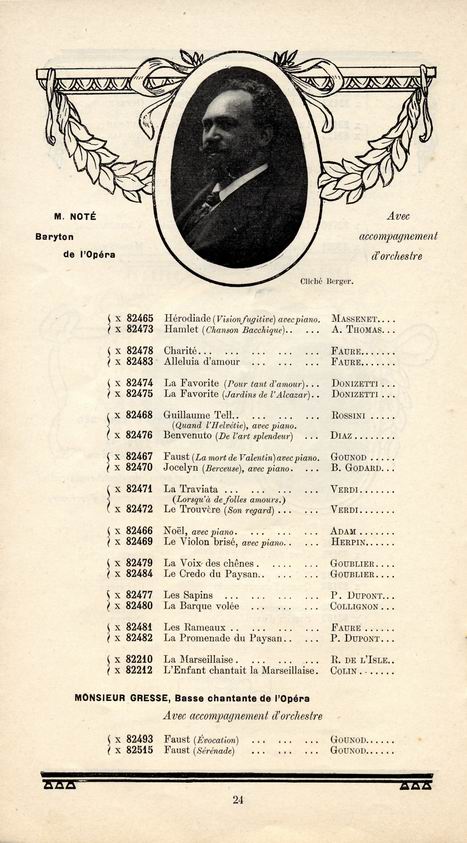 M. NOTÉ
Baryton
de l'Opéra
Avec
accompagnement
d'orchestre
Cliché Berger.
x 82465 Hérodiade (Vision fugitive) avec piano. MASSENET....
x 82473 Hamlet (Chanson Bacchique).. ... A. THOMAS...
x 82478 Charité... ... ... ... ... FAURE.......
x 82483 Alleluia d'amour ... ... ... FAURE.......
x 82474 La Favorite (Pour tant d'amour)... DONIZETTI ...
x 82475 La Favorite (Jardins de l'Alcazar).. DONIZETTI ...
x 82468 Guillaume Tell.. ... ... ... ROSSINI .....
(Quand l'Helvétie), avec piano.
x 82476 Benvenuto (De l'art splendeur) ... DIAZ........
x 82467 Faust (La mort de Valentin) avec piano. GOUNOD .....
x 82470 Jocelyn (Berceuse), avec piano. ... B. GODARD...
x 82471 La Traviata ... ... ... ... VERDI.......
(Lorsqu'à de folles amours.)
x 82472 Le Trouvère (Son regard) ... ... VERDI.......
x 82466 Noël, avec piano. ... ... ... ADAM ........
x 82469 Le Violon brisé, avec piano.. ... HERPIN......
x 82479 La Voix des chênes . ... ... ... GOUBLIER....
x 82484 Le Credo du Paysan.. ... ... GOUBLIER....
x 82477 Les Sapins ... ... ... ... P. DUPONT...
x 82480 La Barque volée ... ... ... COLLIGNON...
x 82481 Les Rameaux .. ... ... ... FAURE ......
x 82482 La Promenade du Paysan.. ... P. DUPONT...
x 82210 La Marseillaise. ... ... ... R. DE L'ISLE..
x 82212 L'Enfant chantait la Marseillaise. COLIN.......
MONSIEUR GRESSE, Basse chantante de l'Opéra
Avec accompagnement d'orchestre
x 82493 Faust (Évocation) ... ... ... GOUNOD......
x 82515 Faust (Sérénade) ... ... ... GOUNOD......
24